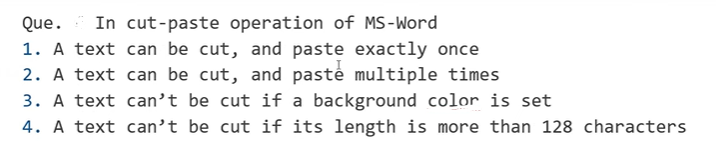 Que. In cut-paste operation of MS-Word
1. A text can be cut, and paste exactly once
2. A text can be cut, and paste multiple times
3. A text can't be cut if a background color is set
4. A text can't be cut if its length is more than 128 characters